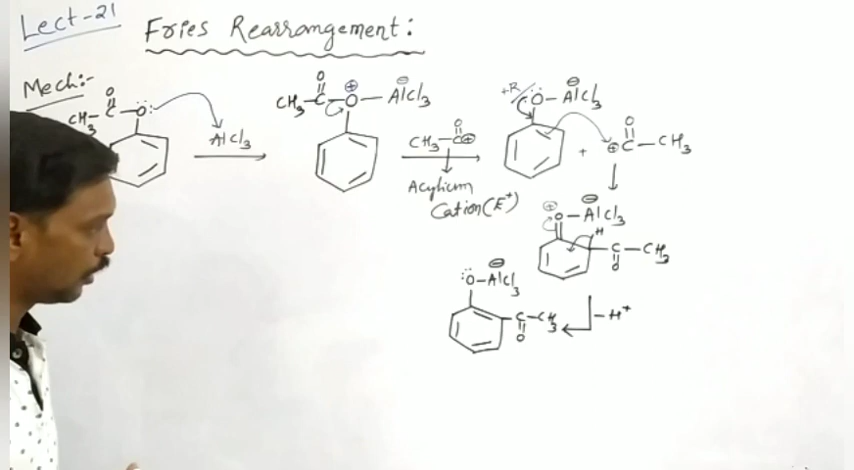 Lect-21
Fries Rearrangement:
Mech:-
CH3-C(=O)-Ö:
AlCl3
CH3-C(=O)-O⊕-AlCl3⊖
CH3-C(=O)⊕
Acylium
Cation(E+)
+R
:Ö-AlCl3⊖
+
⊕C(=O)-CH3
⊕O-AlCl3⊖
H
C(=O)-CH3
-H+
:Ö-AlCl3⊖
C(=O)-CH3